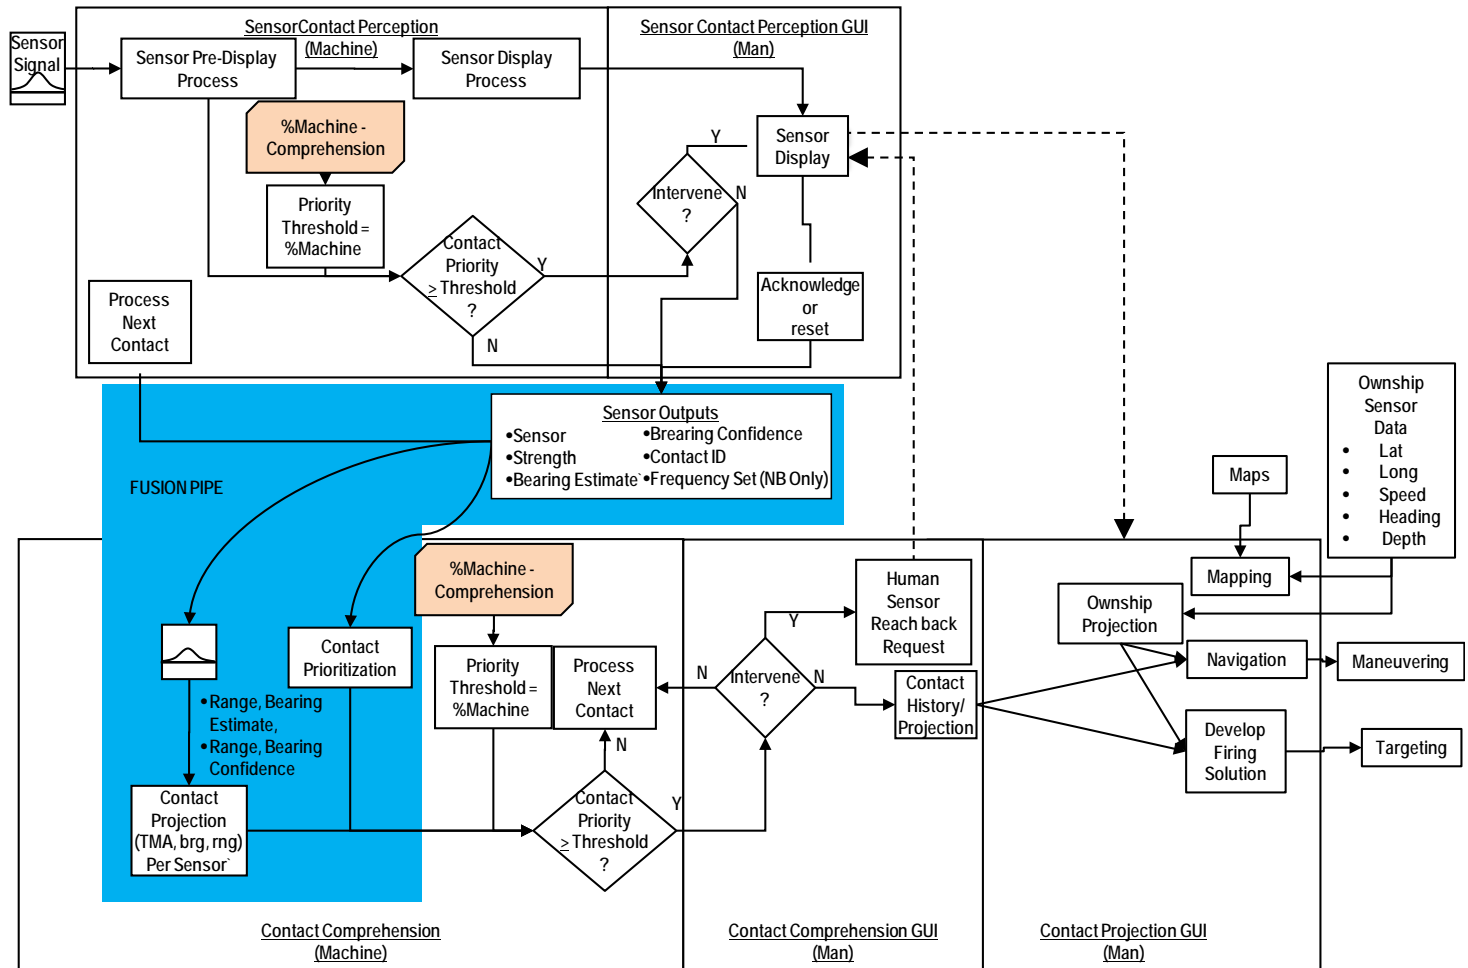 SensorContact Perception
(Machine)
Sensor Contact Perception GUI
(Man)
Sensor
Signal
Sensor Pre-Display
Process
Sensor Display
Process
%Machine -
Comprehension
Priority
Threshold =
%Machine
Contact
Priority
≥ Threshold
?
Y
N
Intervene
?
Y
N
Sensor
Display
Acknowledge
or
reset
Process
Next
Contact
FUSION PIPE
Sensor Outputs
•Sensor
•Strength
•Bearing Estimate`
•Brearing Confidence
•Contact ID
•Frequency Set (NB Only)
Ownship
Sensor
Data
• Lat
• Long
• Speed
• Heading
• Depth
Maps
Mapping
Ownship
Projection
Navigation
Maneuvering
Develop
Firing
Solution
Targeting
%Machine -
Comprehension
Contact
Prioritization
Priority
Threshold =
%Machine
Process
Next
Contact
N
Intervene
?
Y
N
Human
Sensor
Reach back
Request
Contact
History/
Projection
•Range, Bearing
Estimate,
•Range, Bearing
Confidence
Contact
Projection
(TMA, brg, rng)
Per Sensor`
N
Contact
Priority
≥ Threshold
?
Y
Contact Comprehension
(Machine)
Contact Comprehension GUI
(Man)
Contact Projection GUI
(Man)